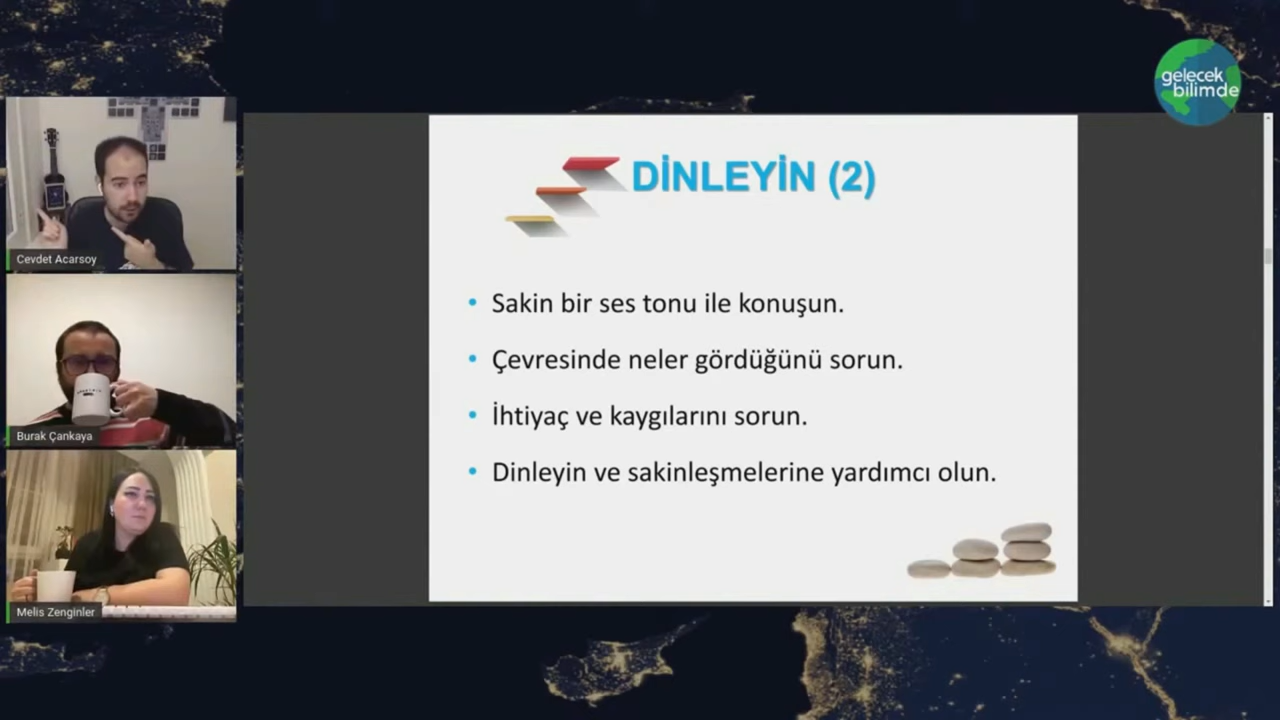 gelecek
bilimde
Cevdet Acarsoy
Burak Çankaya
Melis Zenginler
DİNLEYİN (2)
• Sakin bir ses tonu ile konuşun.
• Çevresinde neler gördüğünü sorun.
• İhtiyaç ve kaygılarını sorun.
• Dinleyin ve sakinleşmelerine yardımcı olun.